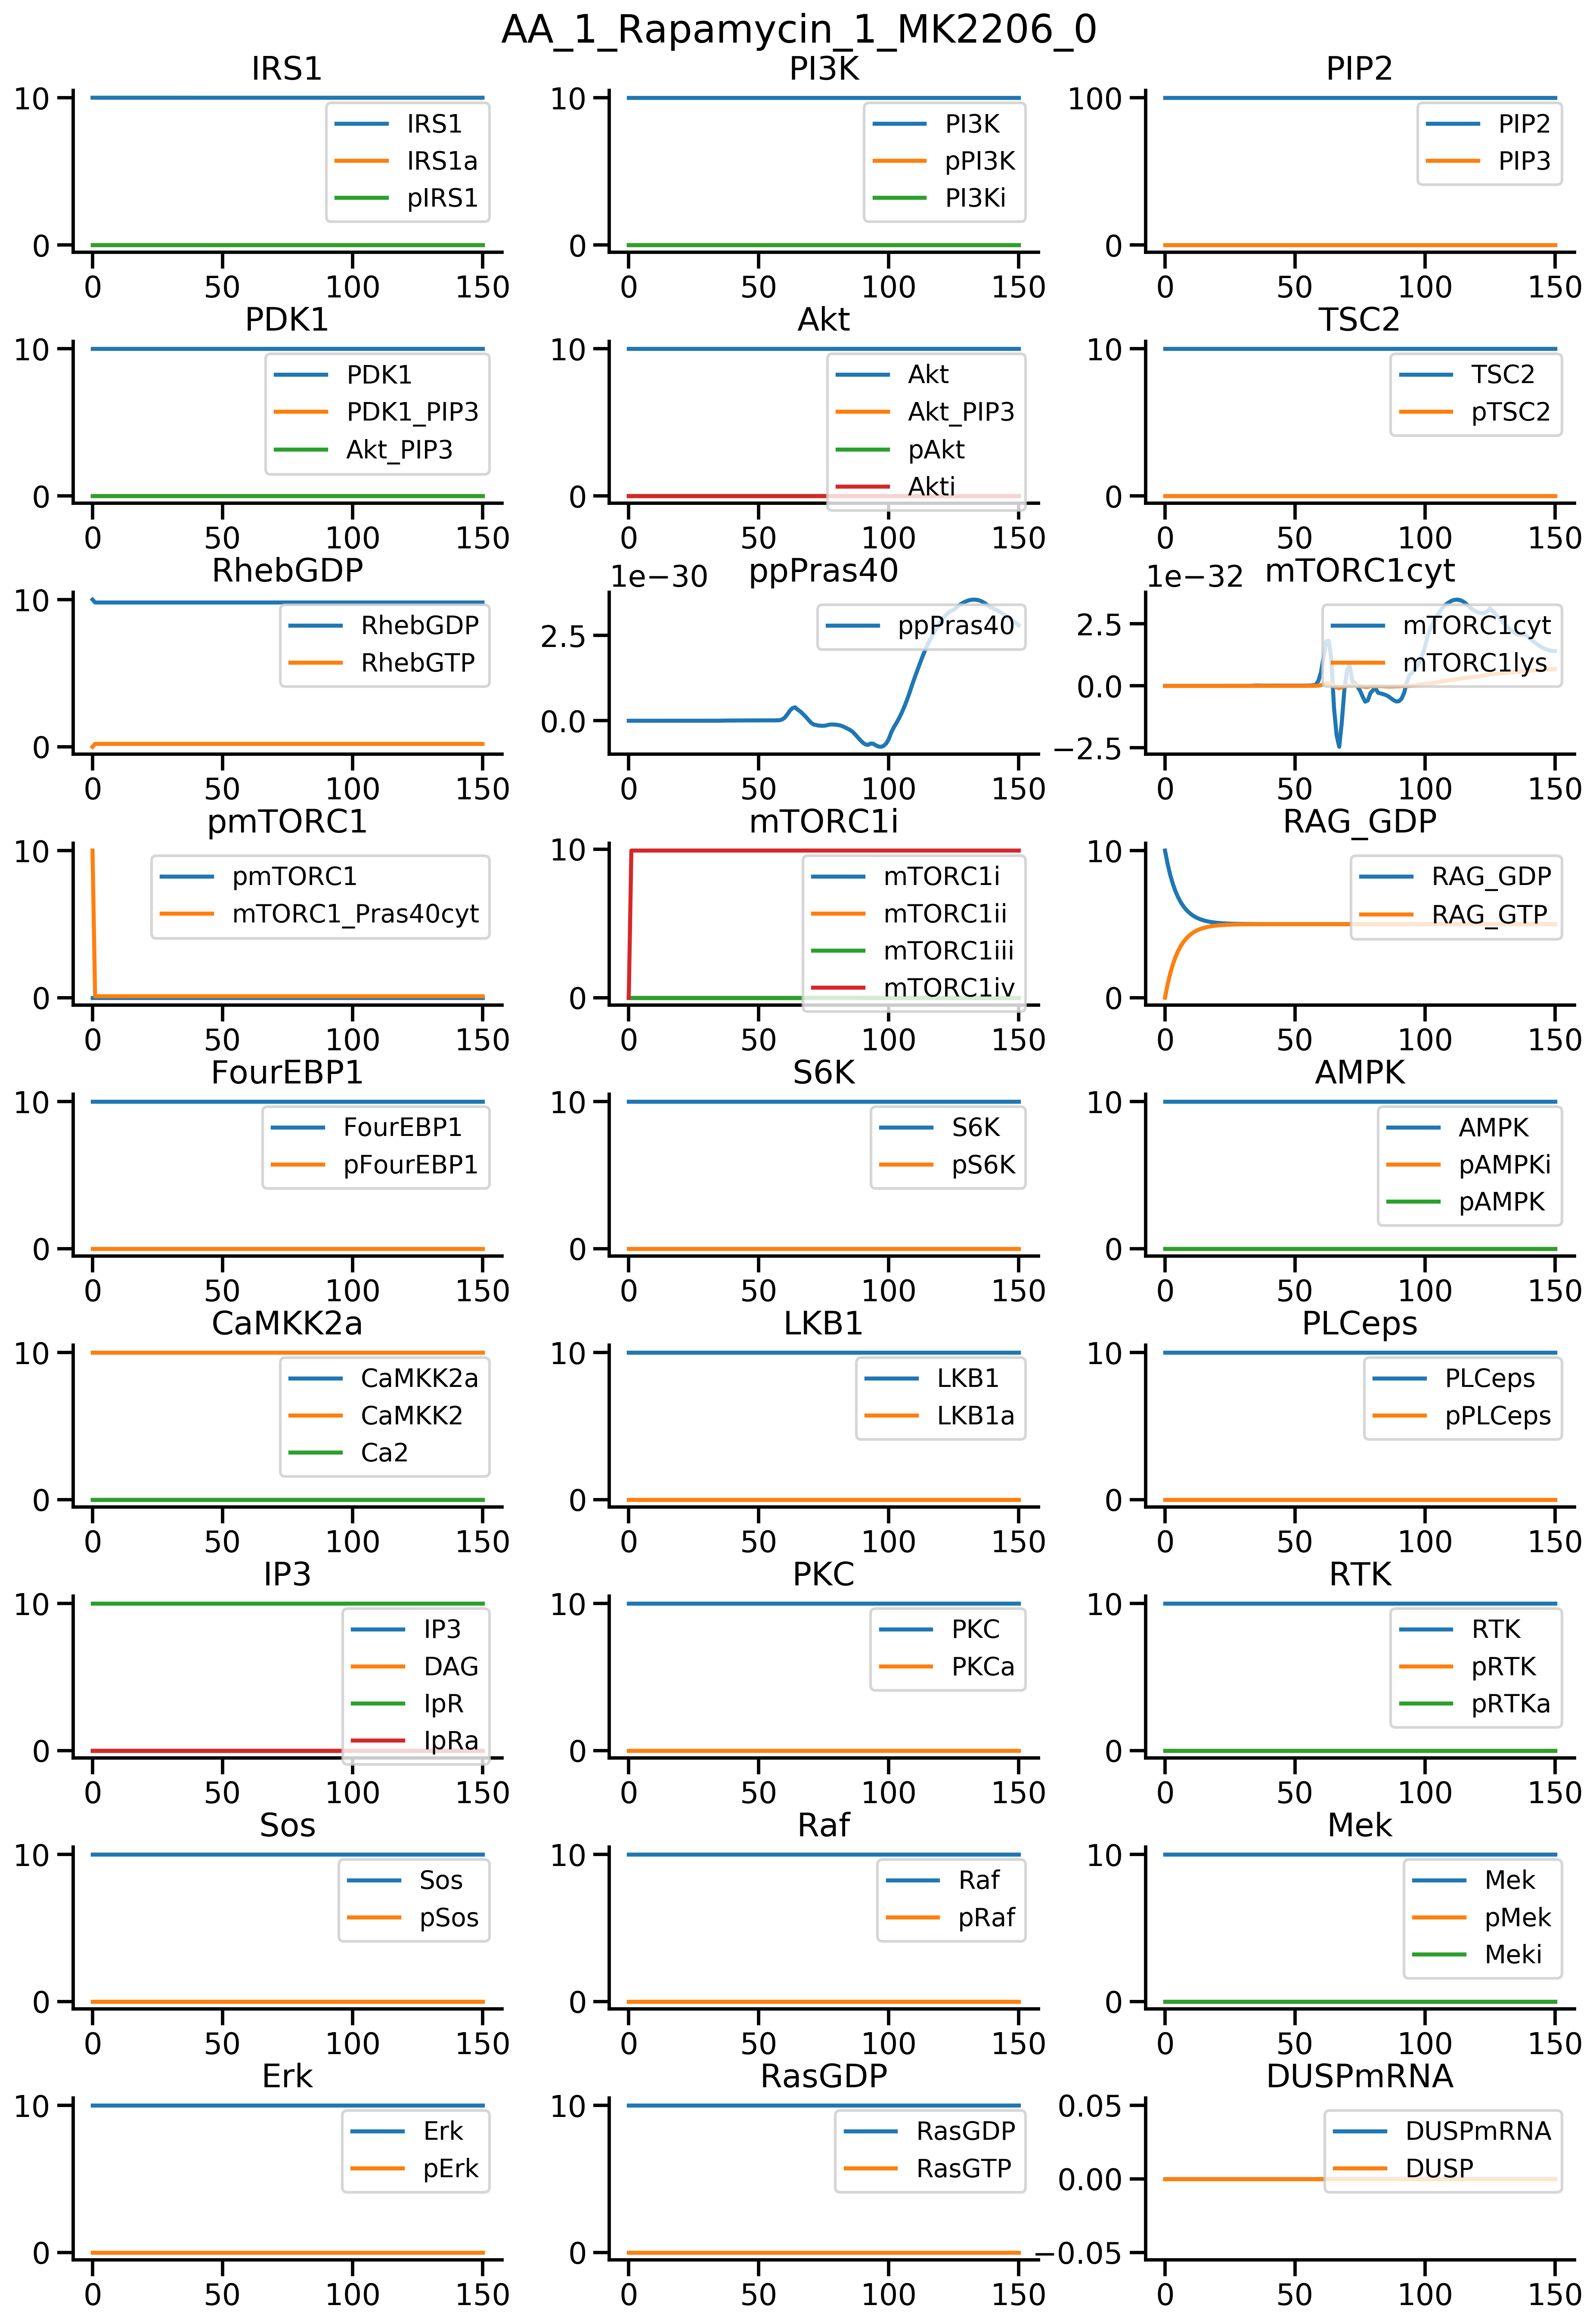 AA_1_Rapamycin_1_MK2206_0
IRS1
10
0
0 50 100 150
IRS1
IRS1a
pIRS1
PI3K
10
0
0 50 100 150
PI3K
pPI3K
PI3Ki
PIP2
100
0
0 50 100 150
PIP2
PIP3
PDK1
10
0
0 50 100 150
PDK1
PDK1_PIP3
Akt_PIP3
Akt
10
0
0 50 100 150
Akt
Akt_PIP3
pAkt
Akti
TSC2
10
0
0 50 100 150
TSC2
pTSC2
RhebGDP
10
0
0 50 100 150
RhebGDP
RhebGTP
1e−30 ppPras40
2.5
0.0
0 50 100 150
ppPras40
1e−32 mTORC1cyt
2.5
0.0
−2.5
0 50 100 150
mTORC1cyt
mTORC1lys
pmTORC1
10
0
0 50 100 150
pmTORC1
mTORC1_Pras40cyt
mTORC1i
10
0
0 50 100 150
mTORC1i
mTORC1ii
mTORC1iii
mTORC1iv
RAG_GDP
10
0
0 50 100 150
RAG_GDP
RAG_GTP
FourEBP1
10
0
0 50 100 150
FourEBP1
pFourEBP1
S6K
10
0
0 50 100 150
S6K
pS6K
AMPK
10
0
0 50 100 150
AMPK
pAMPKi
pAMPK
CaMKK2a
10
0
0 50 100 150
CaMKK2a
CaMKK2
Ca2
LKB1
10
0
0 50 100 150
LKB1
LKB1a
PLCeps
10
0
0 50 100 150
PLCeps
pPLCeps
IP3
10
0
0 50 100 150
IP3
DAG
IpR
IpRa
PKC
10
0
0 50 100 150
PKC
PKCa
RTK
10
0
0 50 100 150
RTK
pRTK
pRTKa
Sos
10
0
0 50 100 150
Sos
pSos
Raf
10
0
0 50 100 150
Raf
pRaf
Mek
10
0
0 50 100 150
Mek
pMek
Meki
Erk
10
0
0 50 100 150
Erk
pErk
RasGDP
10
0
0 50 100 150
RasGDP
RasGTP
DUSPmRNA
0.05
0.00
−0.05
0 50 100 150
DUSPmRNA
DUSP